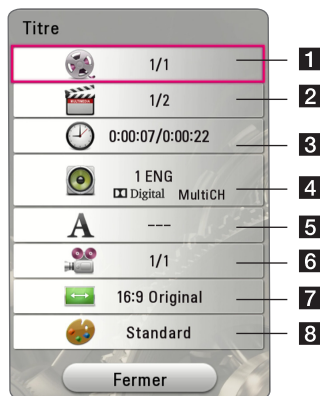 Titre
1/1 1
MULTIMEDIA
1/2 2
0:00:07/0:00:22 3
1 ENG
Digital MultiCH 4
A --- 5
1/1 6
16:9 Original 7
Standard 8
Fermer